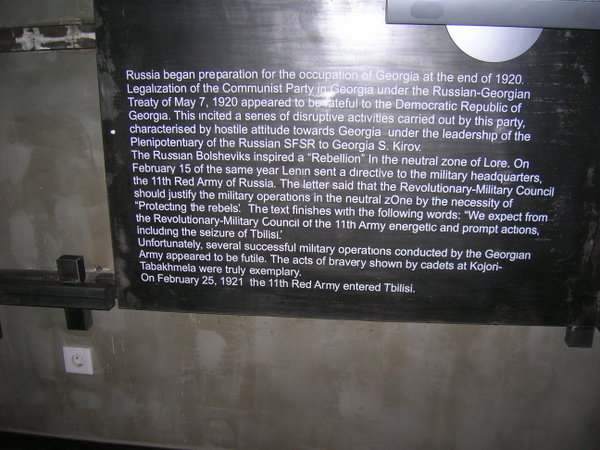 Russia began preparation for the occupation of Georgia at the end of 1920.
Legalization of the Communist Party in Georgia under the Russian-Georgian
Treaty of May 7, 1920 appeared to be fateful to the Democratic Republic of
Georgia. This incited a series of disruptive activities carried out by this party,
characterised by hostile attitude towards Georgia under the leadership of the
Plenipotentiary of the Russian SFSR to Georgia S. Kirov.
The Russian Bolsheviks inspired a "Rebellion" In the neutral zone of Lore. On
February 15 of the same year Lenin sent a directive to the military headquarters,
the 11th Red Army of Russia. The letter said that the Revolutionary-Military Council
should justify the military operations in the neutral zOne by the necessity of
"Protecting the rebels'. The text finishes with the following words: "We expect from
the Revolutionary-Military Council of the 11th Army energetic and prompt actions,
including the seizure of Tbilisi.'
Unfortunately, several successful military operations conducted by the Georgian
Army appeared to be futile. The acts of bravery shown by cadets at Kojori-
Tabakhmela were truly exemplary.
On February 25, 1921 the 11th Red Army entered Tbilisi.